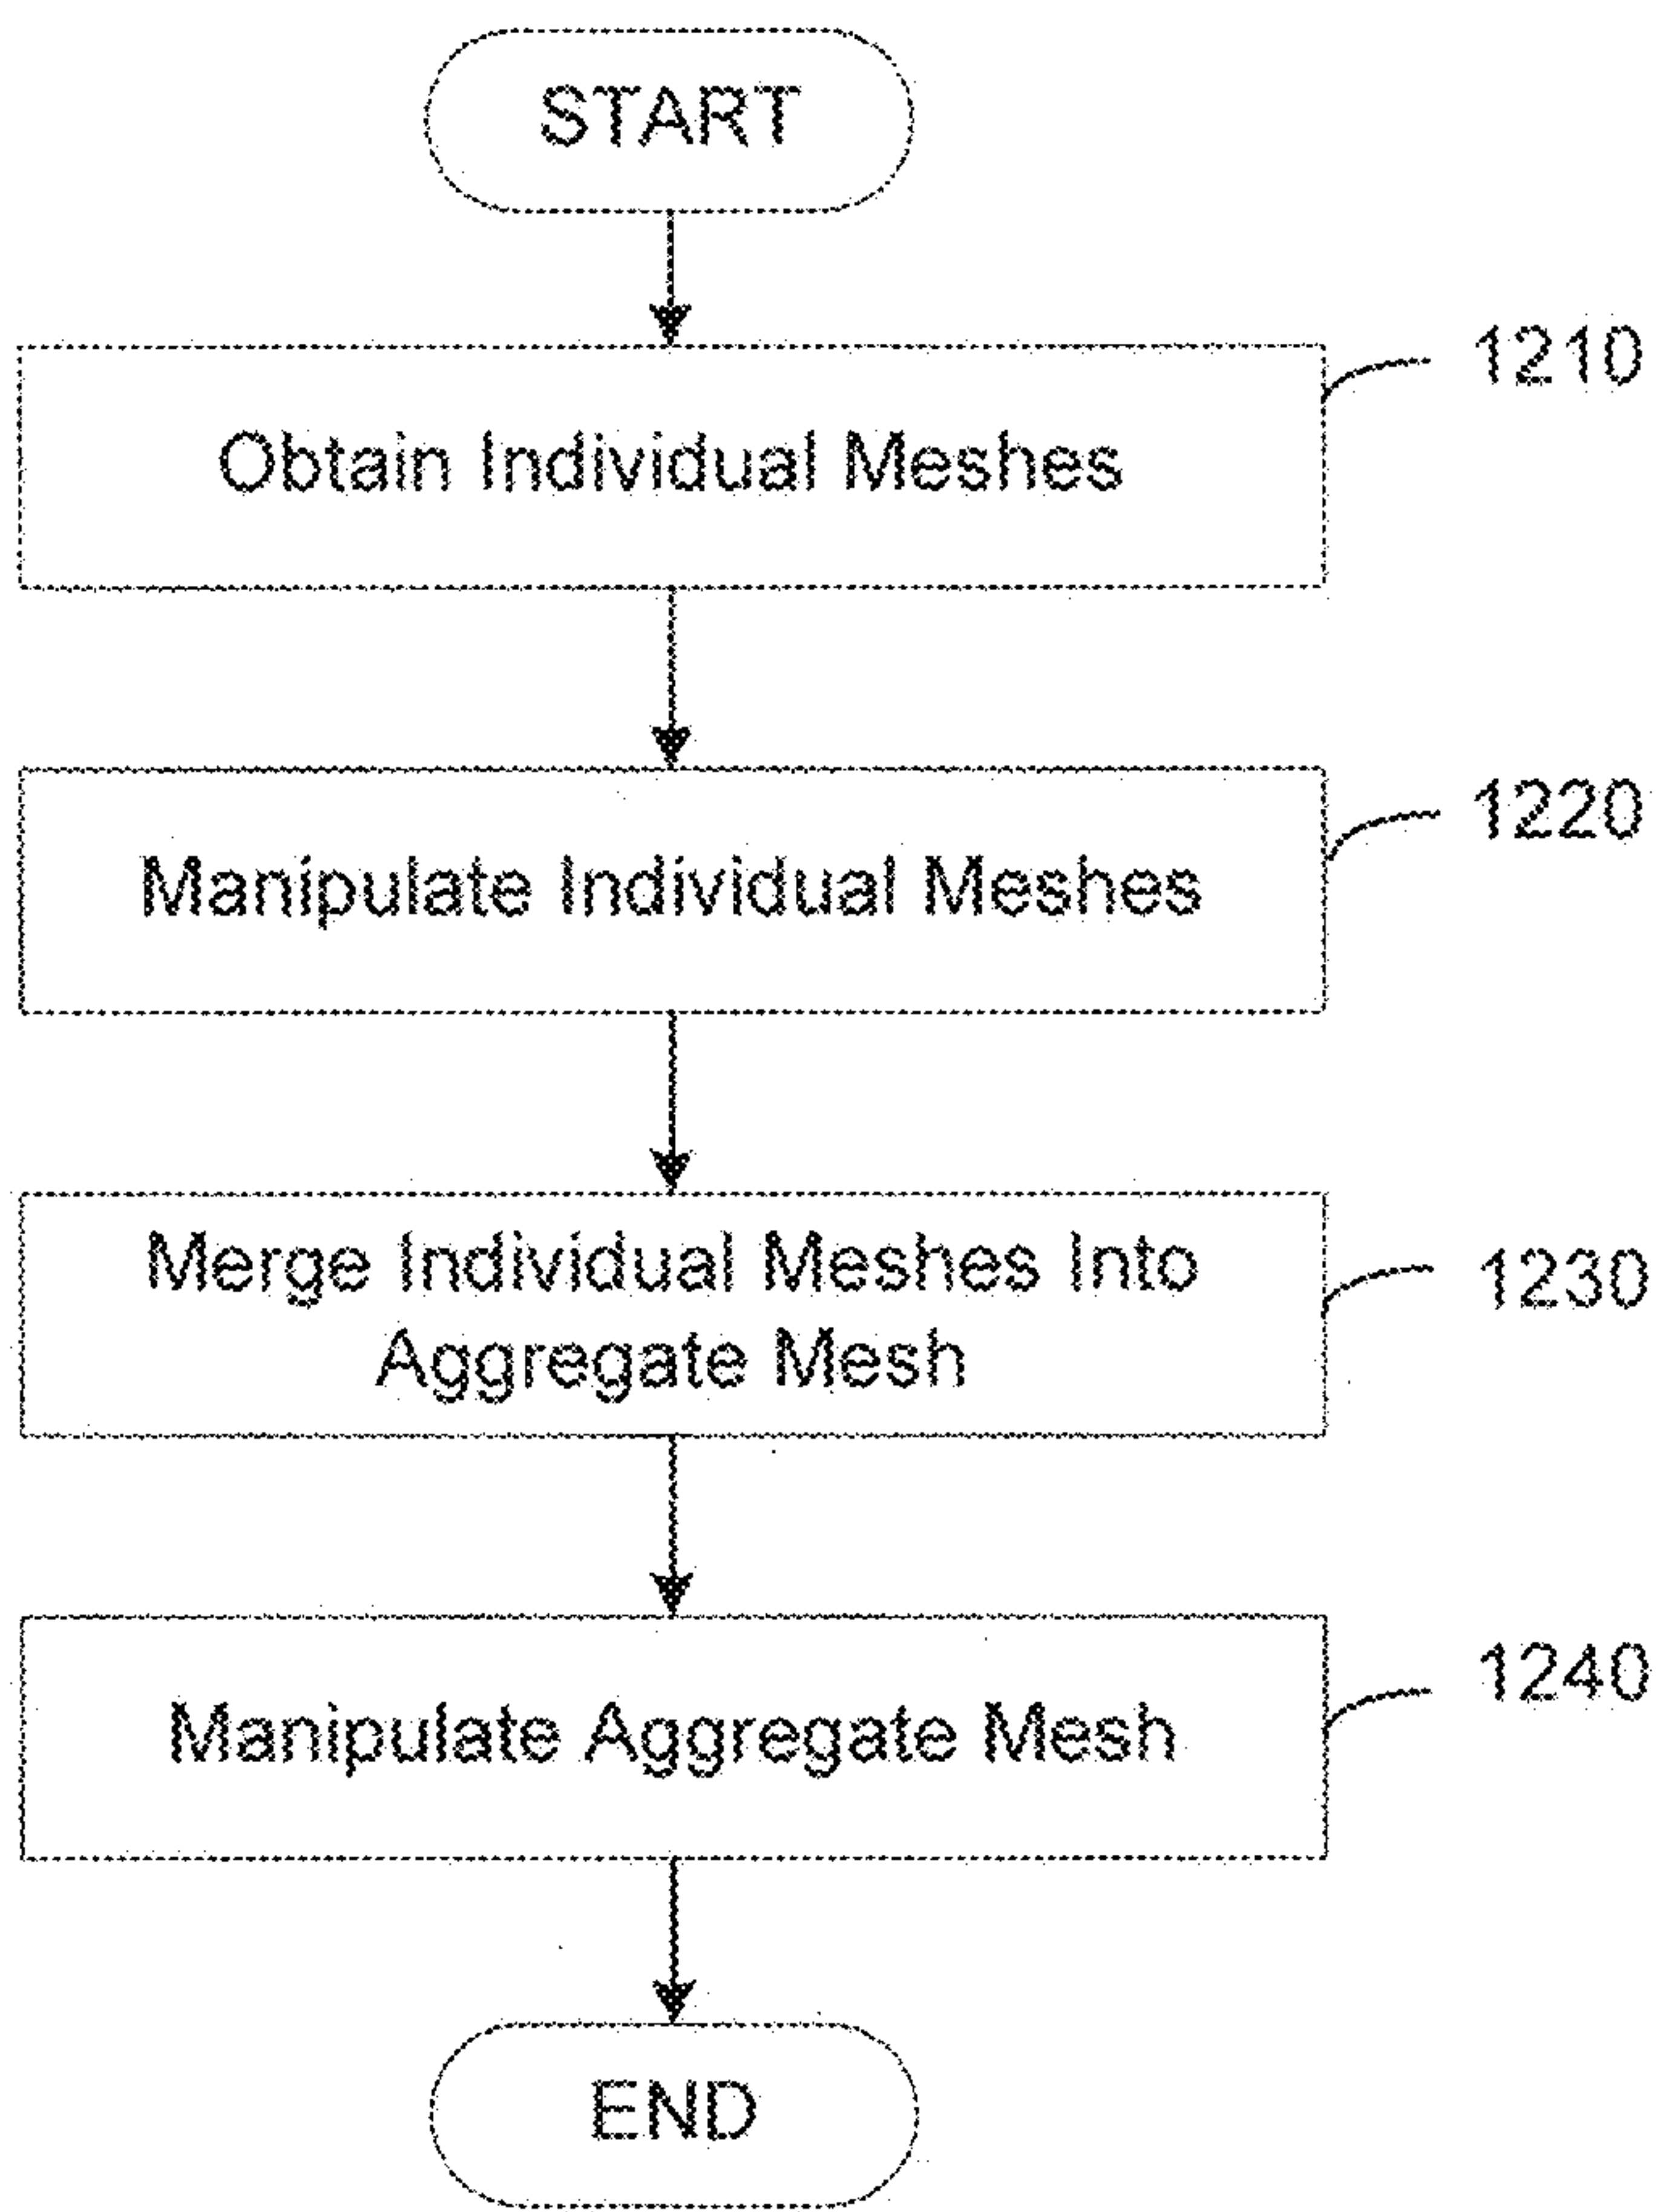 START
1210
Obtain Individual Meshes
1220
Manipulate Individual Meshes
Merge Individual Meshes Into
1230
Aggregate Mesh
1240
Manipulate Aggregate Mesh
END